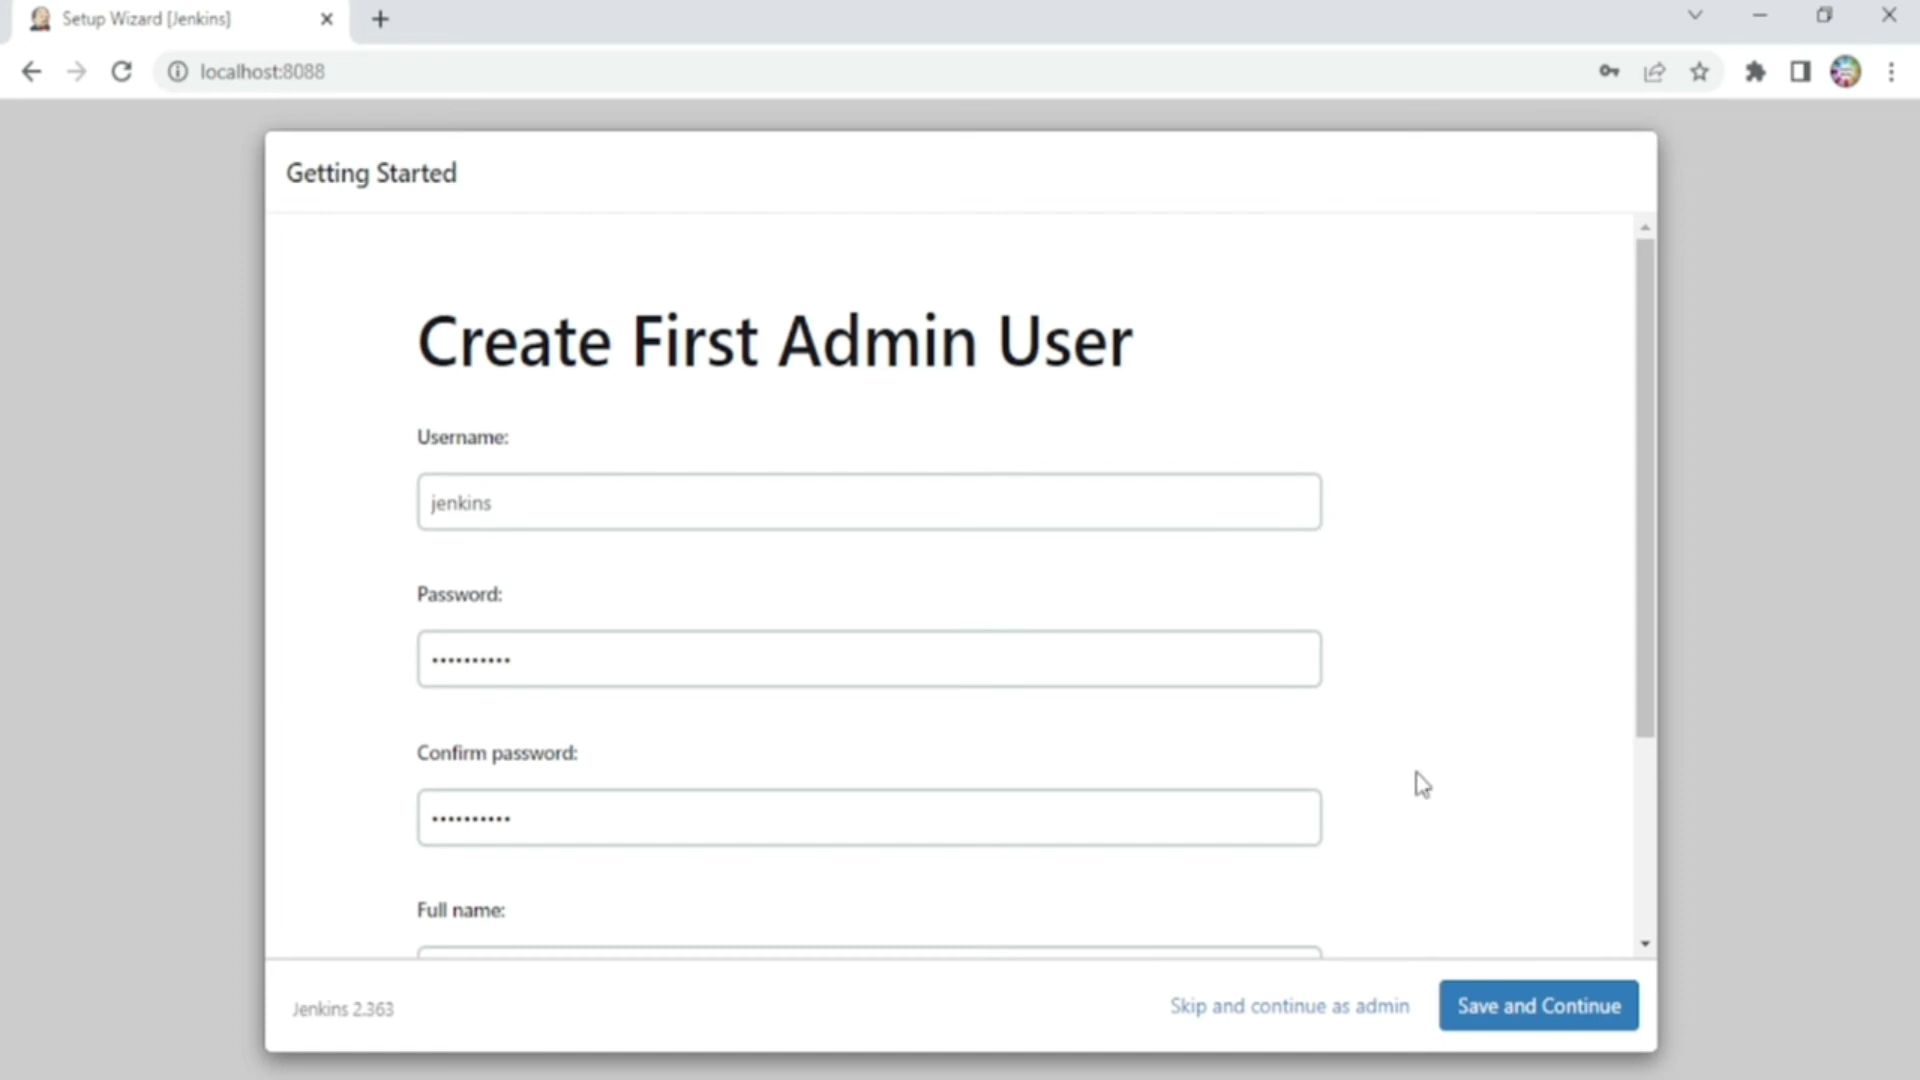 Setup Wizard [Jenkins]
localhost:8088
Getting Started
Create First Admin User
Username:
jenkins
Password:
••••••••••
Confirm password:
••••••••••
Full name:
Jenkins 2.363
Skip and continue as admin
Save and Continue